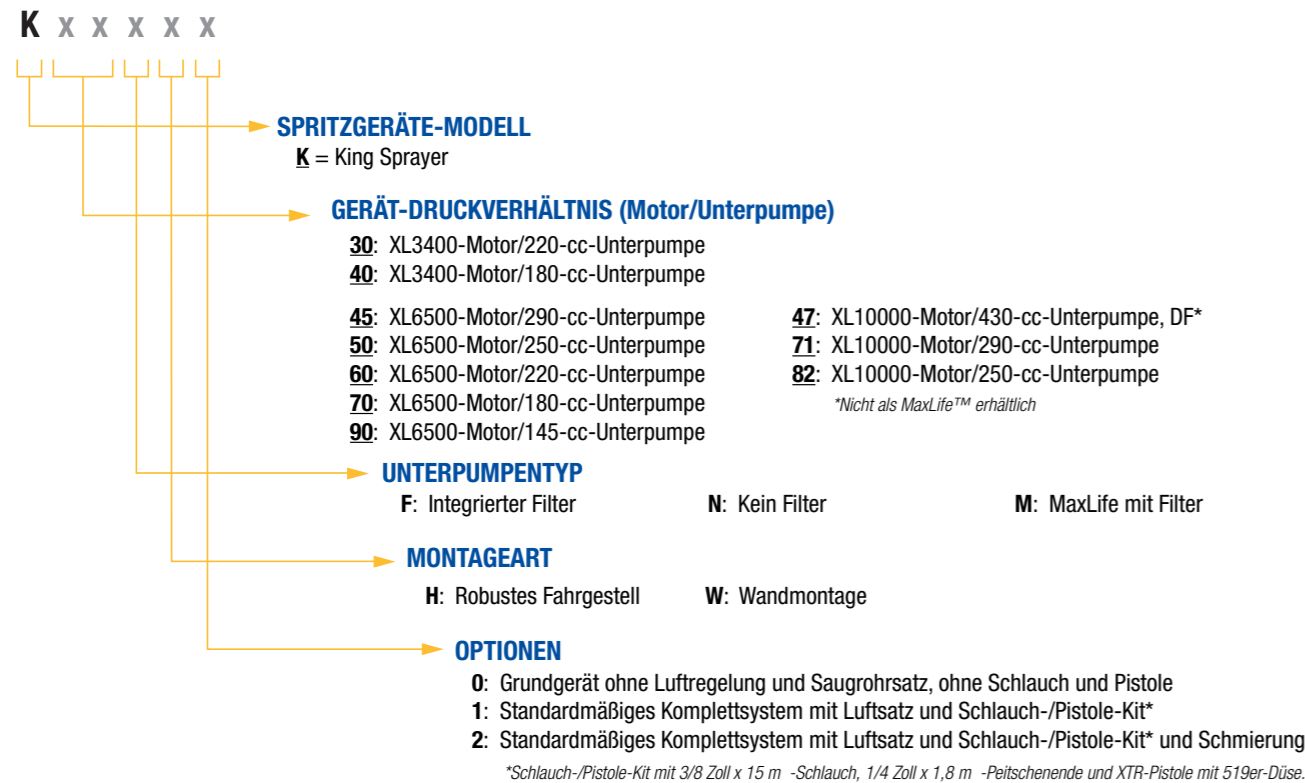 K x x x x x
SPRITZGERÄTE-MODELL
K = King Sprayer
GERÄT-DRUCKVERHÄLTNIS (Motor/Unterpumpe)
30: XL3400-Motor/220-cc-Unterpumpe
40: XL3400-Motor/180-cc-Unterpumpe
45: XL6500-Motor/290-cc-Unterpumpe
50: XL6500-Motor/250-cc-Unterpumpe
60: XL6500-Motor/220-cc-Unterpumpe
70: XL6500-Motor/180-cc-Unterpumpe
90: XL6500-Motor/145-cc-Unterpumpe
47: XL10000-Motor/430-cc-Unterpumpe, DF*
71: XL10000-Motor/290-cc-Unterpumpe
82: XL10000-Motor/250-cc-Unterpumpe
*Nicht als MaxLife™ erhältlich
UNTERPUMPENTYP
F: Integrierter Filter N: Kein Filter M: MaxLife mit Filter
MONTAGEART
H: Robustes Fahrgestell W: Wandmontage
OPTIONEN
0: Grundgerät ohne Luftregelung und Saugrohrsatz, ohne Schlauch und Pistole
1: Standardmäßiges Komplettsystem mit Luftsatz und Schlauch-/Pistole-Kit*
2: Standardmäßiges Komplettsystem mit Luftsatz und Schlauch-/Pistole-Kit* und Schmierung
*Schlauch-/Pistole-Kit mit 3/8 Zoll x 15 m -Schlauch, 1/4 Zoll x 1,8 m -Peitschenende und XTR-Pistole mit 519er-Düse.